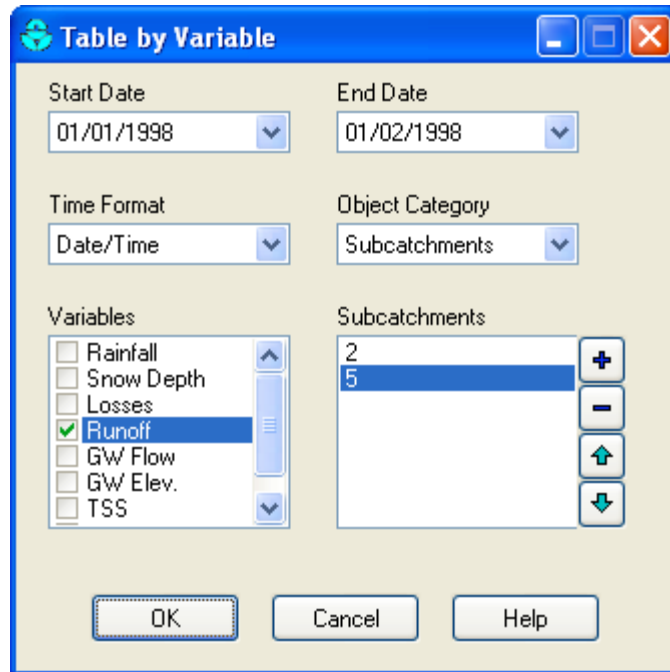 Table by Variable
Start Date
End Date
01/01/1998
01/02/1998
Time Format
Object Category
Date/Time
Subcatchments
Variables
Subcatchments
Rainfall
Snow Depth
Losses
Runoff
GW Flow
GW Elev.
TSS
2
5
OK
Cancel
Help